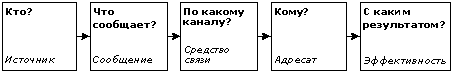 Кто?
Источник
Что
сообщает?
Сообщение
По какому
каналу?
Средство
связи
Кому?
Адресат
С каким
результатом?
Эффективность